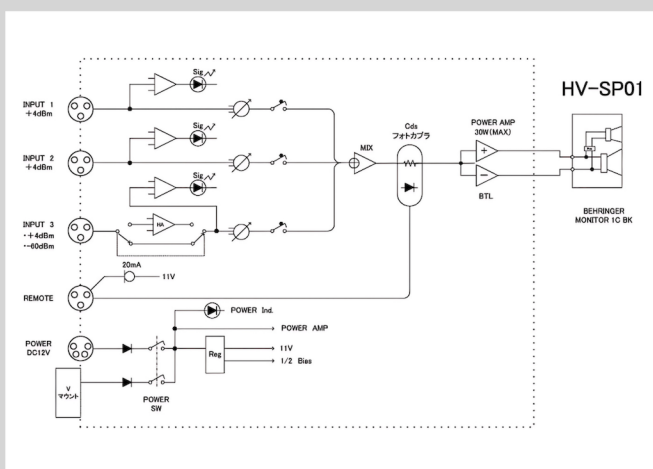 HV-SP01
INPUT 1
+4dBm
Sig
INPUT 2
+4dBm
Sig
Sig
INPUT 3
・+4dBm
・-60dBm
HA
MIX
Cds
フォトカプラ
POWER AMP
30W(MAX)
+
−
BTL
BEHRINGER
MONITOR 1C BK
20mA
11V
REMOTE
POWER Ind.
POWER AMP
POWER
DC12V
Reg
11V
1/2 Bias
V
マウント
POWER
SW